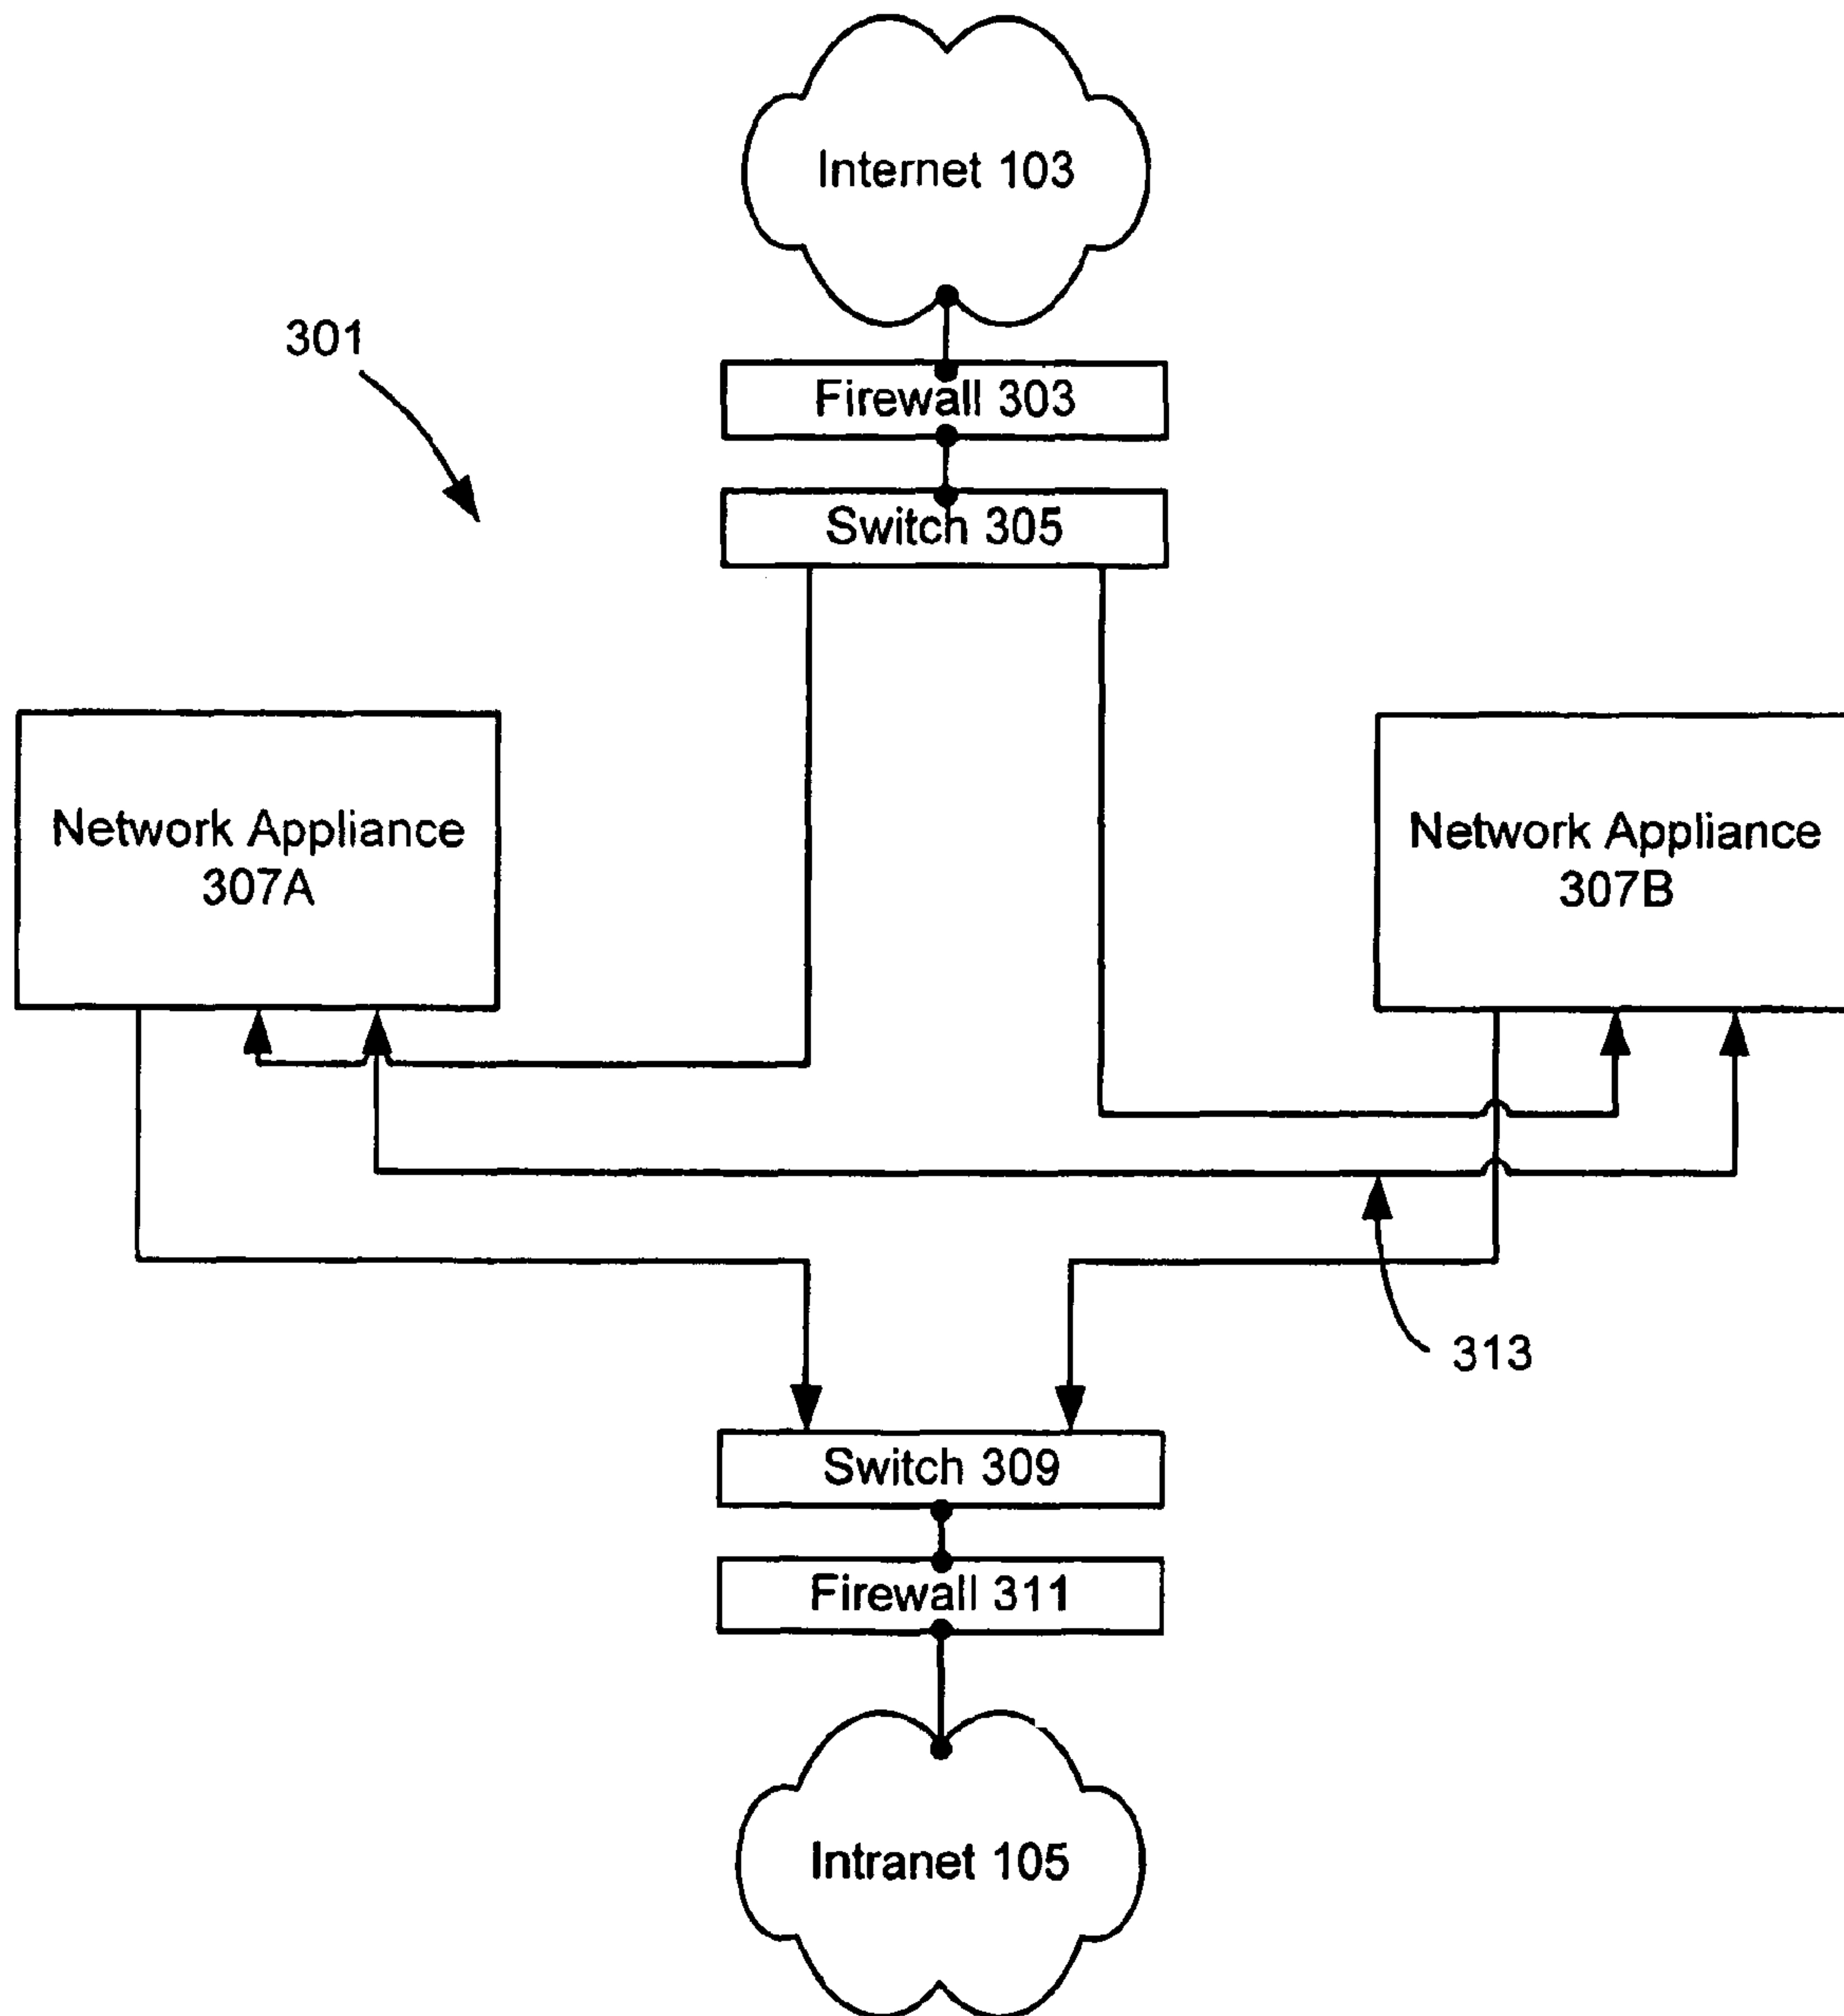 Internet 103
301
Firewall 303
Switch 305
Network Appliance
307A
Network Appliance
307B
313
Switch 309
Firewall 311
Intranet 105